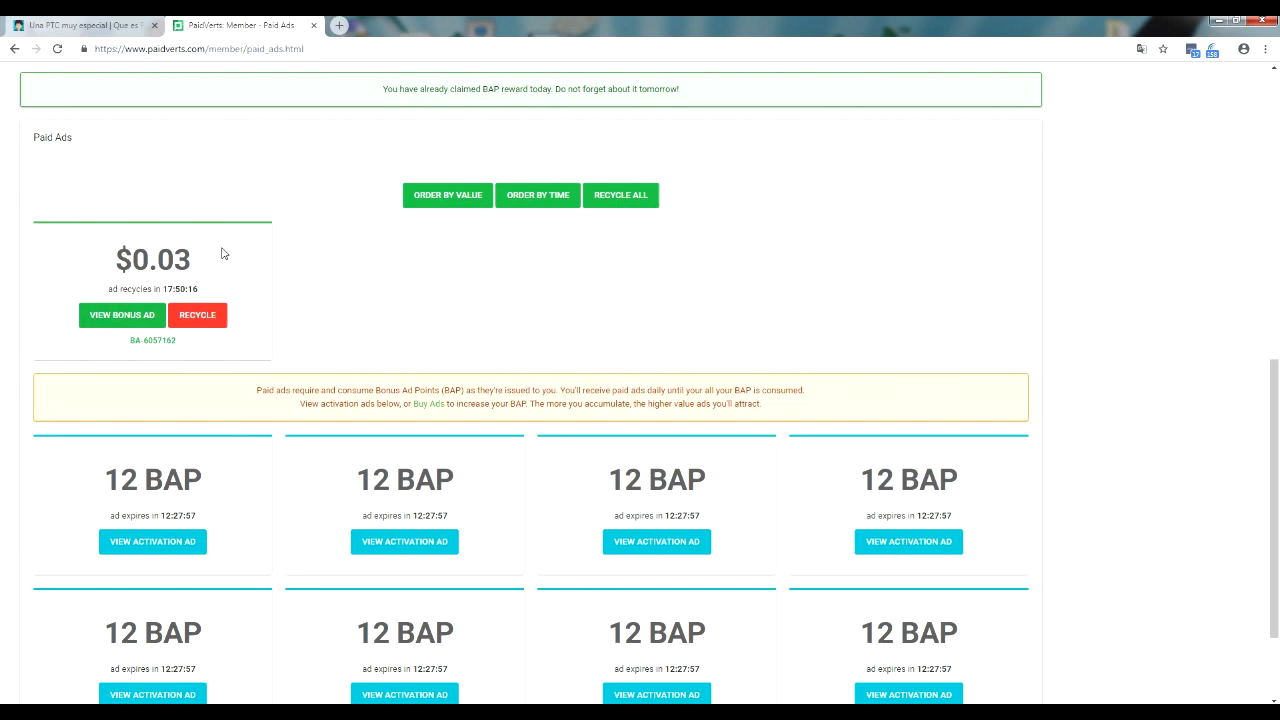 Una PTC muy especial | Que es
PaidVerts: Member - Paid Ads
https://www.paidverts.com/member/paid_ads.html
17
158
You have already claimed BAP reward today. Do not forget about it tomorrow!
Paid Ads
ORDER BY VALUE ORDER BY TIME RECYCLE ALL
$0.03
ad recycles in 17:50:16
VIEW BONUS AD RECYCLE
BA-6057162
Paid ads require and consume Bonus Ad Points (BAP) as they're issued to you. You'll receive paid ads daily until your all your BAP is consumed.
View activation ads below, or Buy Ads to increase your BAP. The more you accumulate, the higher value ads you'll attract.
12 BAP 12 BAP 12 BAP 12 BAP
ad expires in 12:27:57 ad expires in 12:27:57 ad expires in 12:27:57 ad expires in 12:27:57
VIEW ACTIVATION AD VIEW ACTIVATION AD VIEW ACTIVATION AD VIEW ACTIVATION AD
12 BAP 12 BAP 12 BAP 12 BAP
ad expires in 12:27:57 ad expires in 12:27:57 ad expires in 12:27:57 ad expires in 12:27:57
VIEW ACTIVATION AD VIEW ACTIVATION AD VIEW ACTIVATION AD VIEW ACTIVATION AD